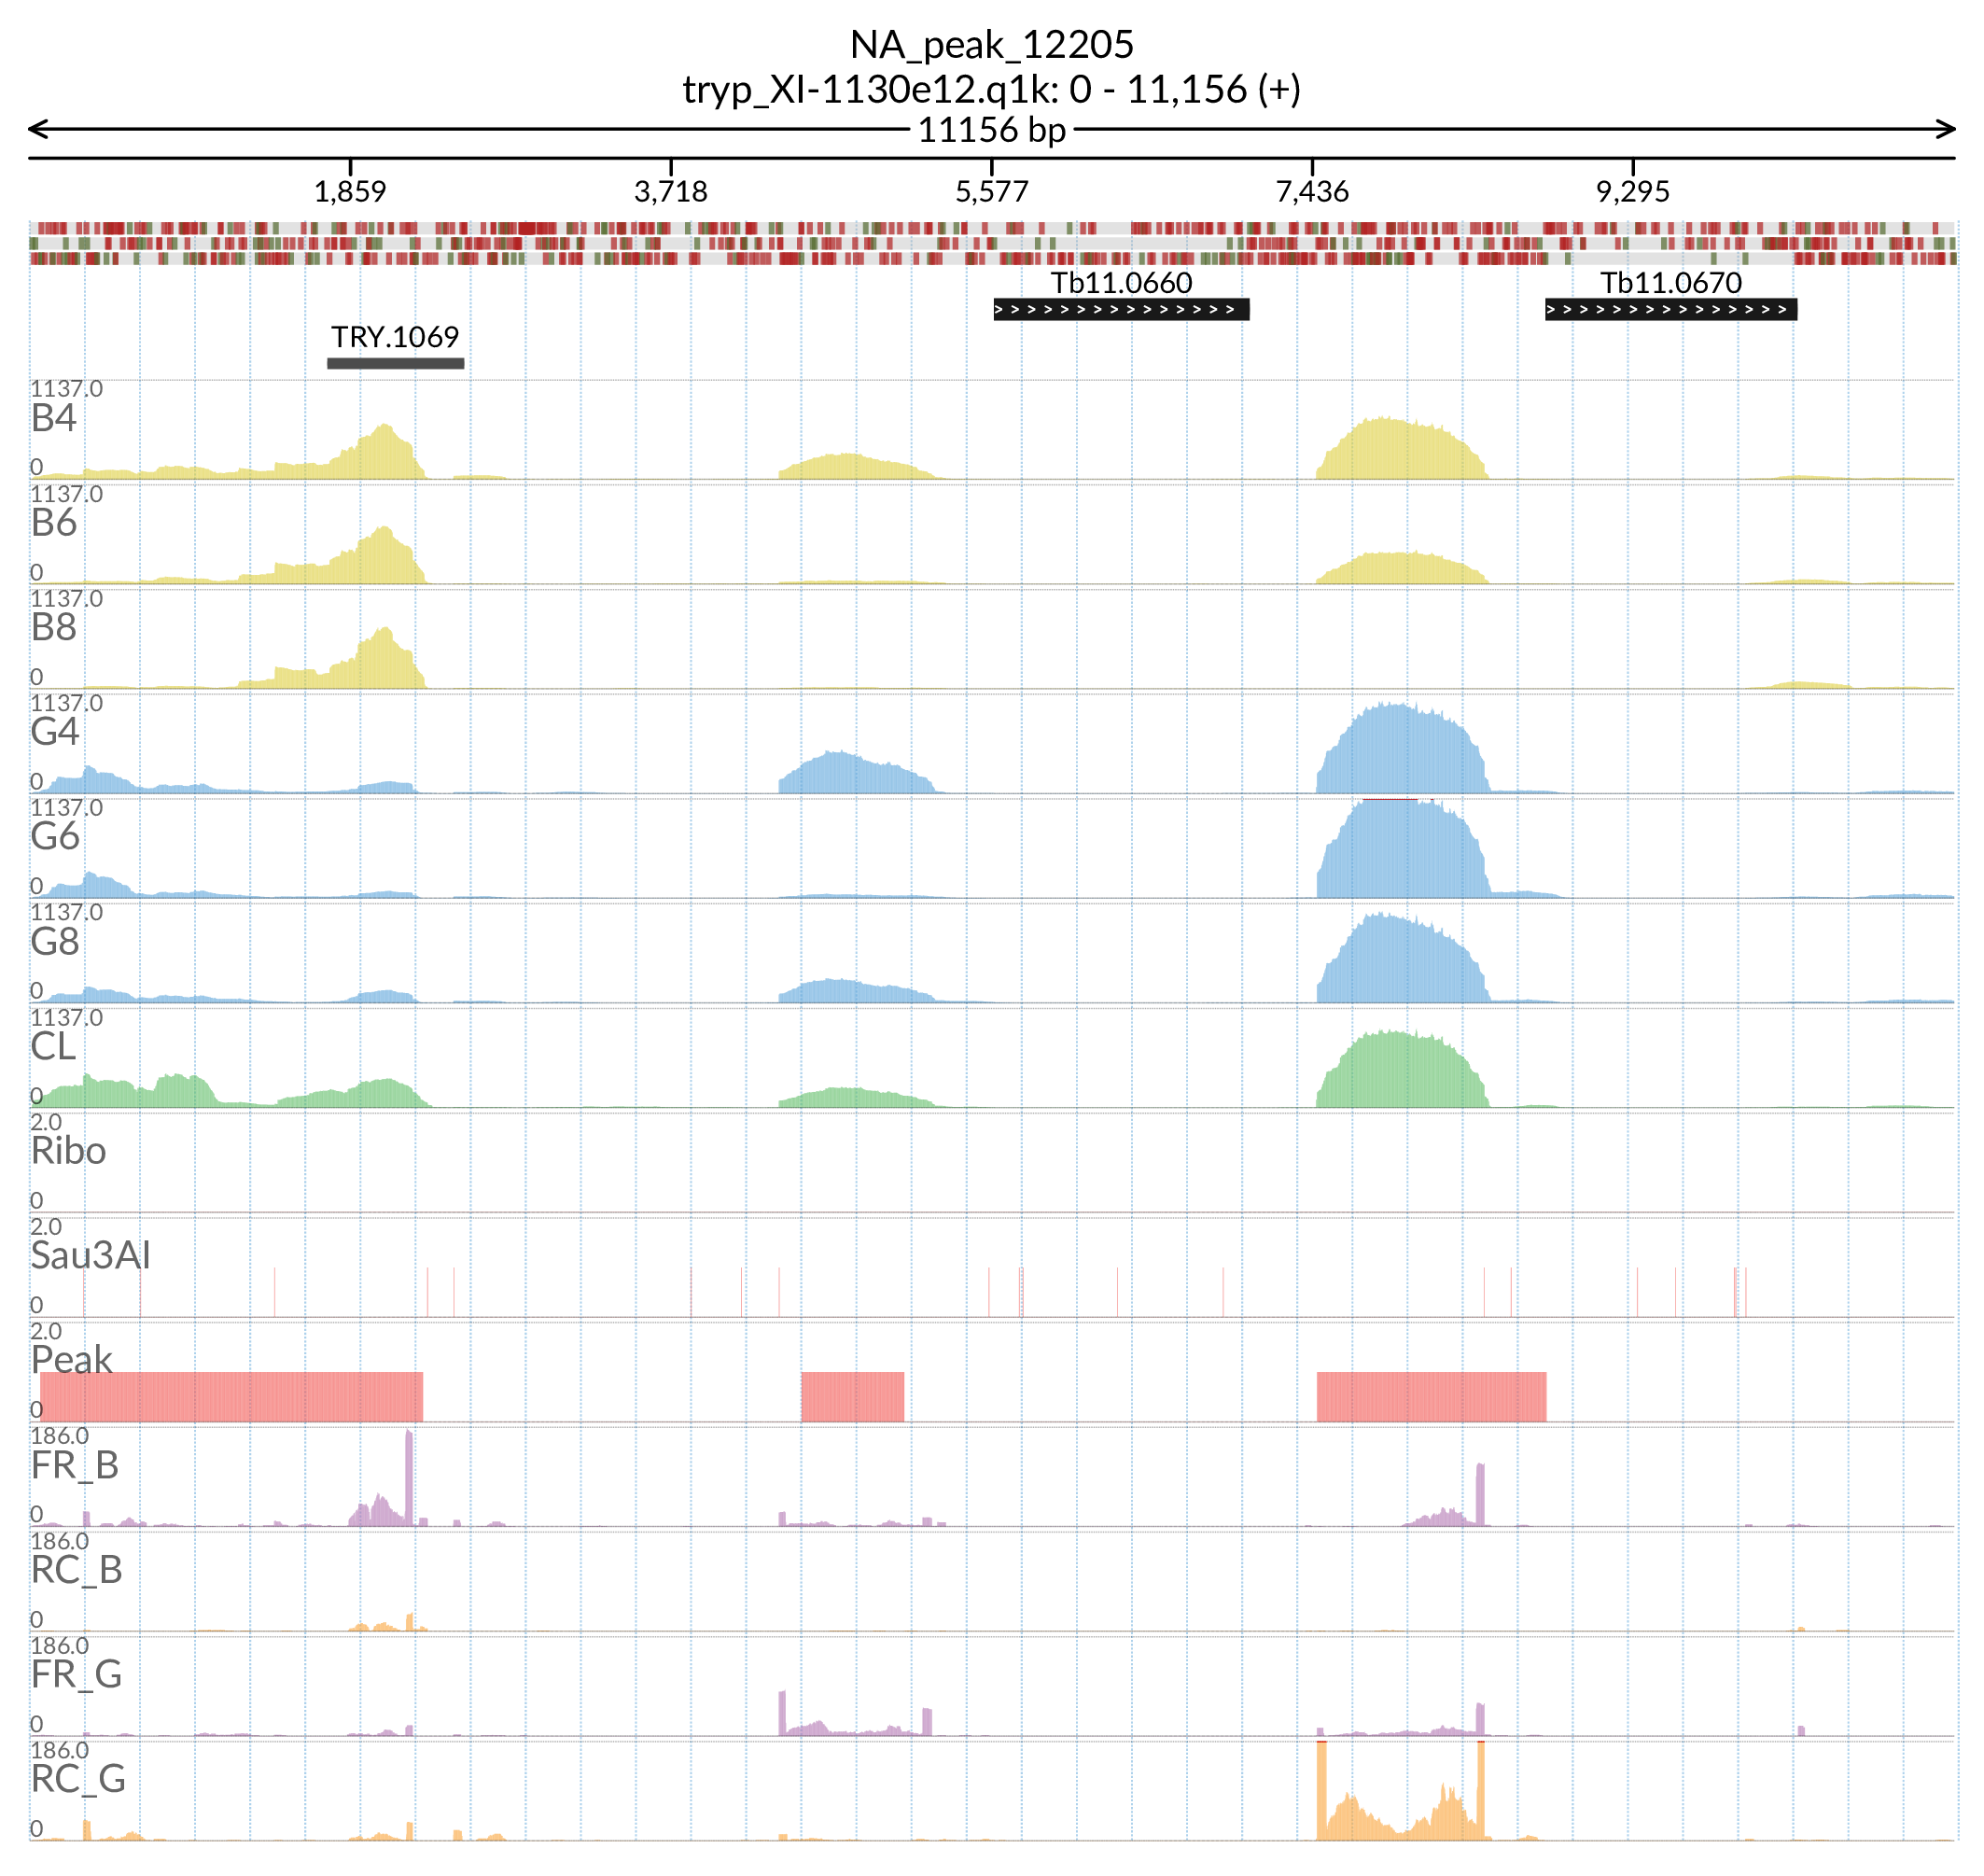 NA_peak_12205
tryp_XI-1130e12.q1k: 0 - 11,156 (+)
11156 bp
1,859 3,718 5,577 7,436 9,295
Tb11.0660 Tb11.0670
TRY.1069
1137.0
B4
0
1137.0
B6
0
1137.0
B8
0
1137.0
G4
0
1137.0
G6
0
1137.0
G8
0
1137.0
CL
0
2.0
Ribo
0
2.0
Sau3AI
0
2.0
Peak
0
186.0
FR_B
0
186.0
RC_B
0
186.0
FR_G
0
186.0
RC_G
0